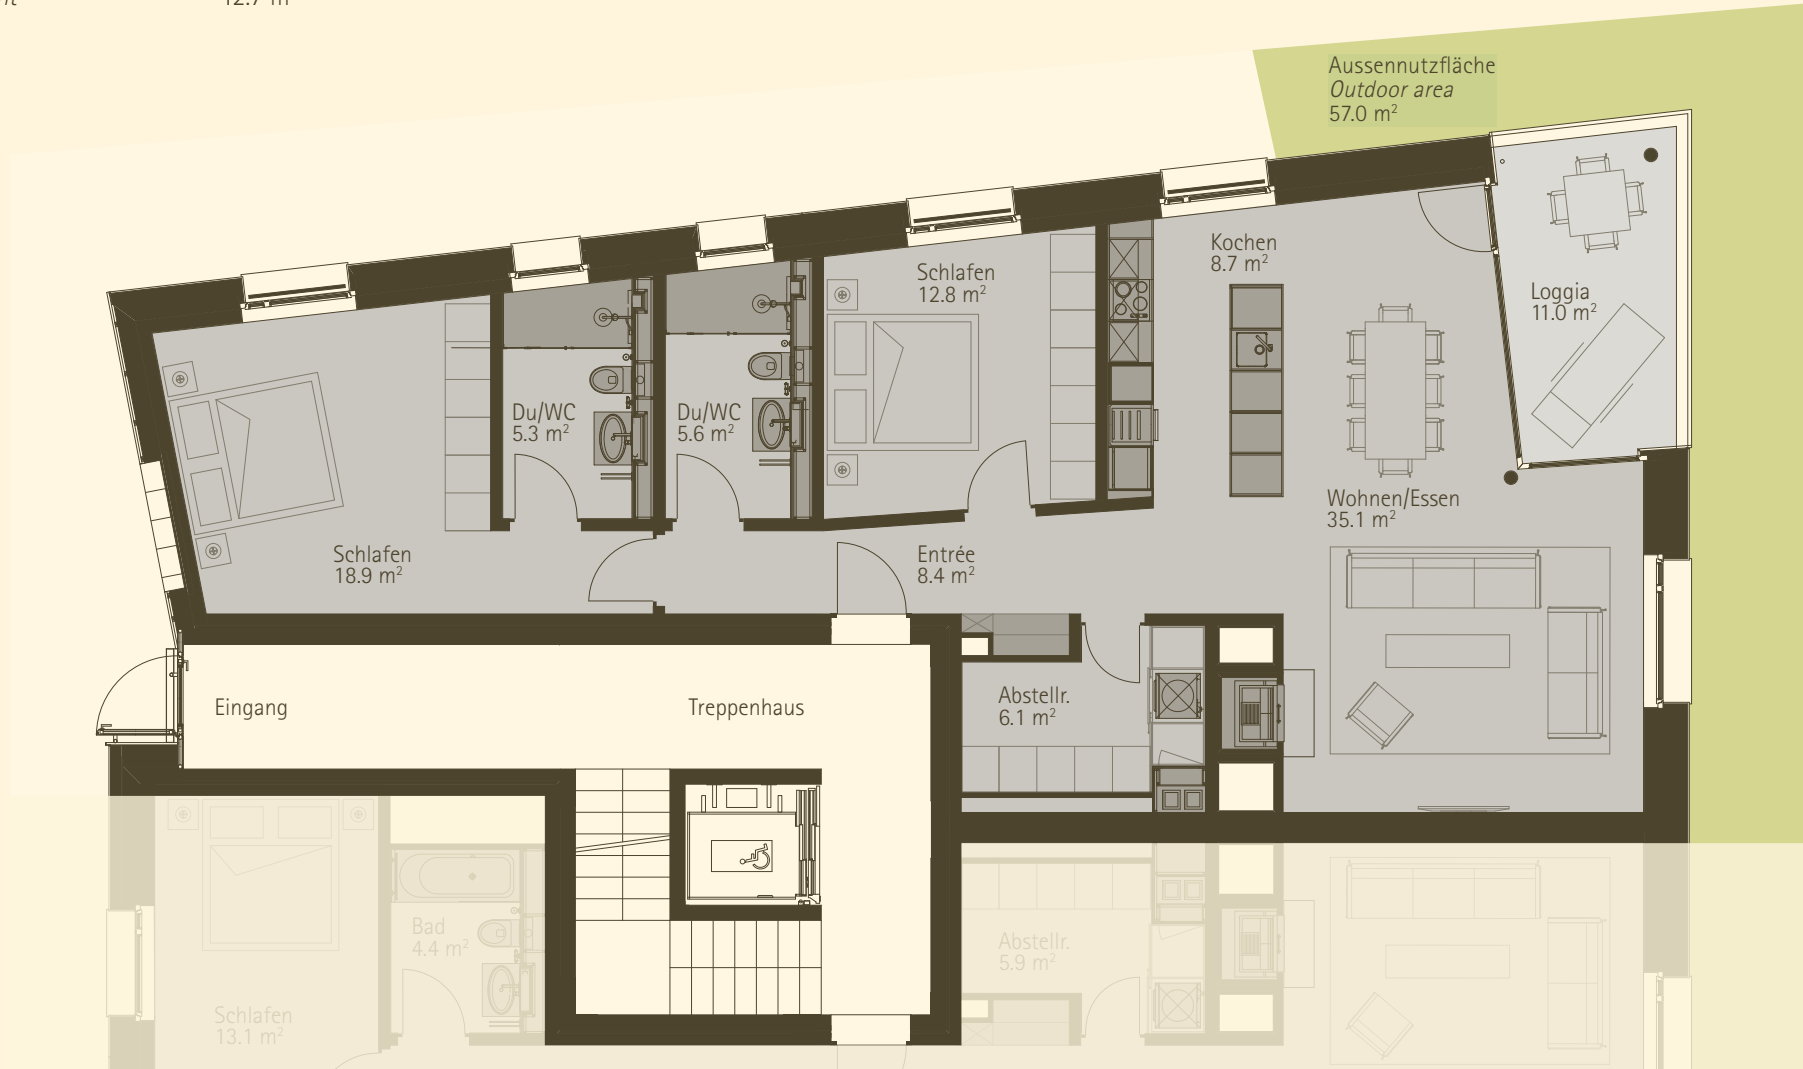 12.7 m²
Aussennutzfläche
Outdoor area
57.0 m²
Kochen
8.7 m²
Schlafen
12.8 m²
Loggia
11.0 m²
Du/WC
5.3 m²
Du/WC
5.6 m²
Wohnen/Essen
35.1 m²
Schlafen
18.9 m²
Entrée
8.4 m²
Abstellr.
6.1 m²
Eingang
Treppenhaus
Bad
4.4 m²
Abstellr.
5.9 m²
Schlafen
13.1 m²